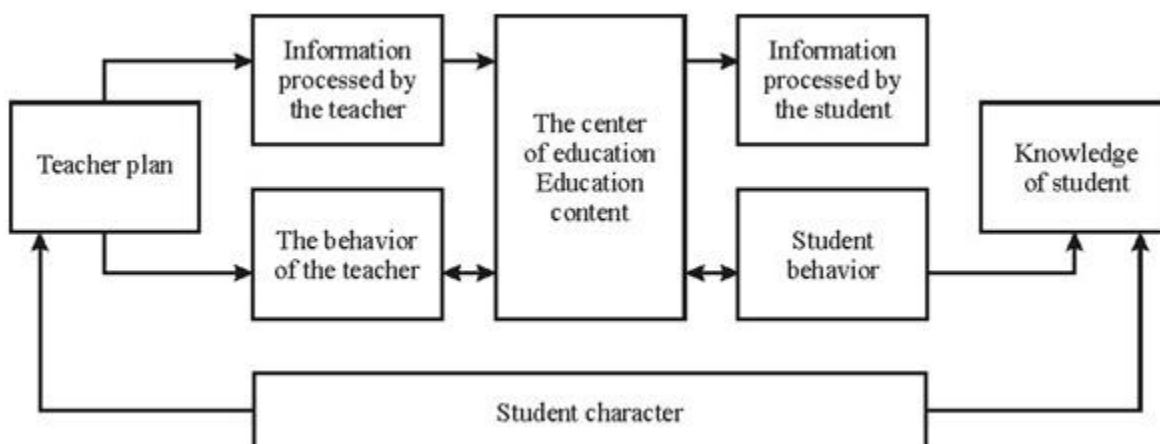 Information
processed by
the teacher
Information
processed by
the student
The center
of education
Education
content
Teacher plan
Knowledge
of student
The behavior
of the teacher
Student
behavior
Student character